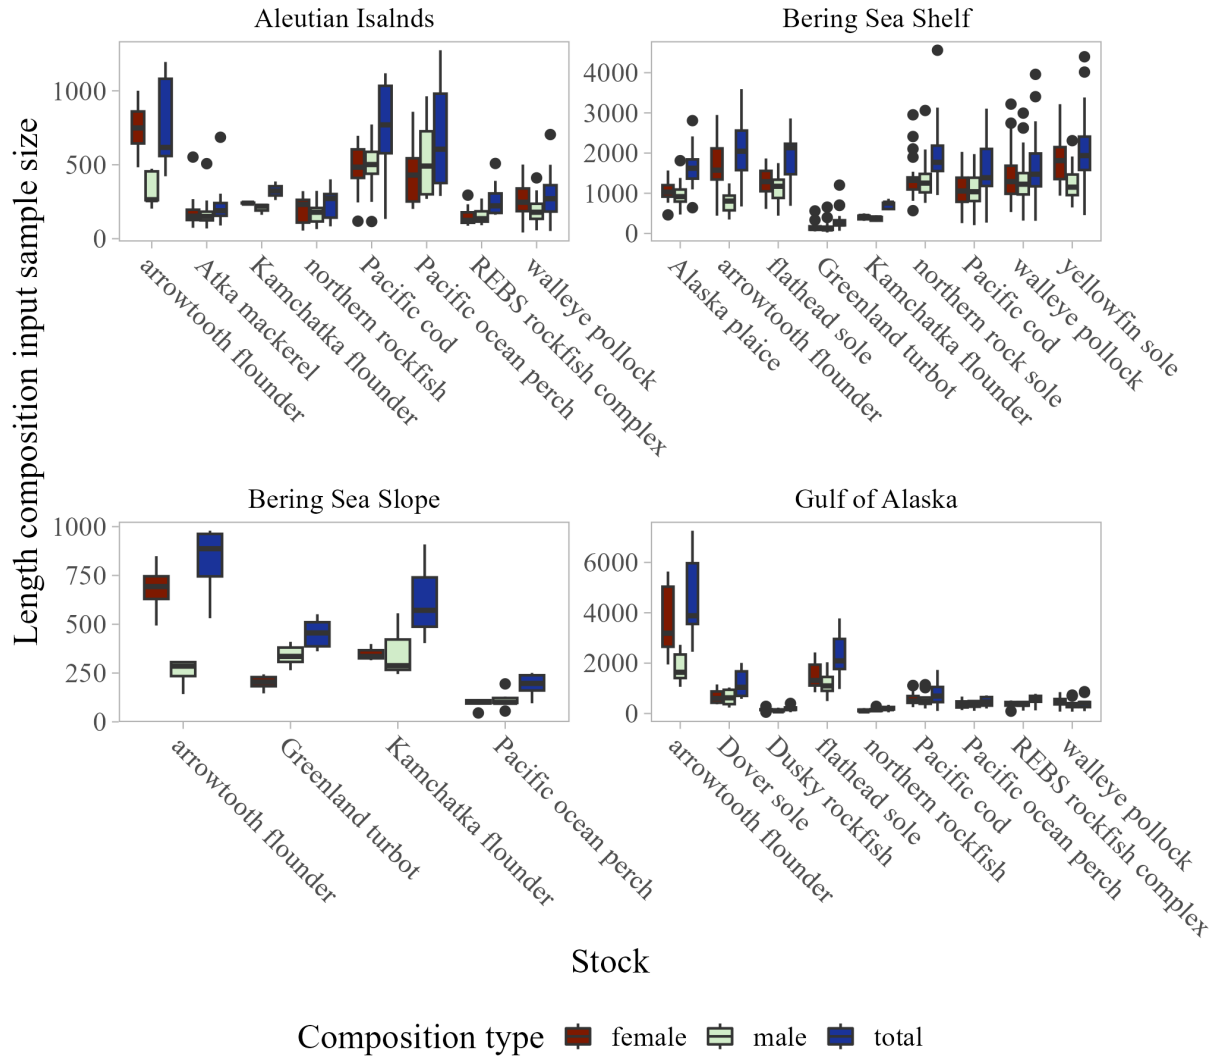 Aleutian Isalnds
Bering Sea Shelf
Length composition input sample size
1000
500
0
4000
3000
2000
1000
0
arrowtooth flounder
Atka mackerel
Kamchatka flounder
northern rockfish
Pacific cod
Pacific ocean perch
REBS rockfish complex
walleye pollock
Alaska plaice
arrowtooth flounder
flathead sole
Greenland turbot
Kamchatka flounder
northern rock sole
Pacific cod
walleye pollock
yellowfin sole
Bering Sea Slope
Gulf of Alaska
1000
750
500
250
0
6000
4000
2000
0
arrowtooth flounder
Greenland turbot
Kamchatka flounder
Pacific ocean perch
arrowtooth flounder
Dover sole
Dusky rockfish
flathead sole
northern rockfish
Pacific cod
Pacific ocean perch
REBS rockfish complex
walleye pollock
Stock
Composition type female male total